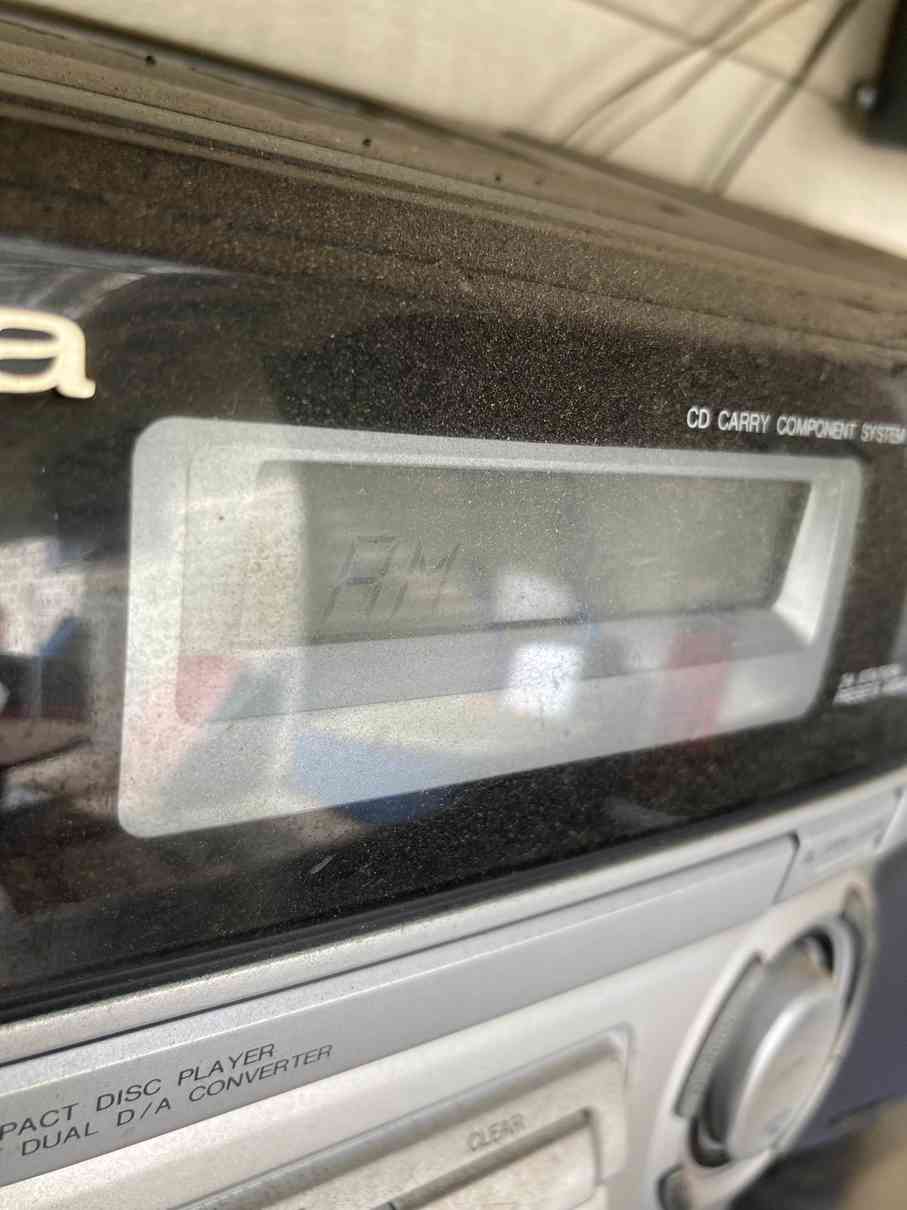 a
CD CARRY COMPONENT SYSTEM
AM
PACT DISC PLAYER
DUAL D/A CONVERTER
CLEAR